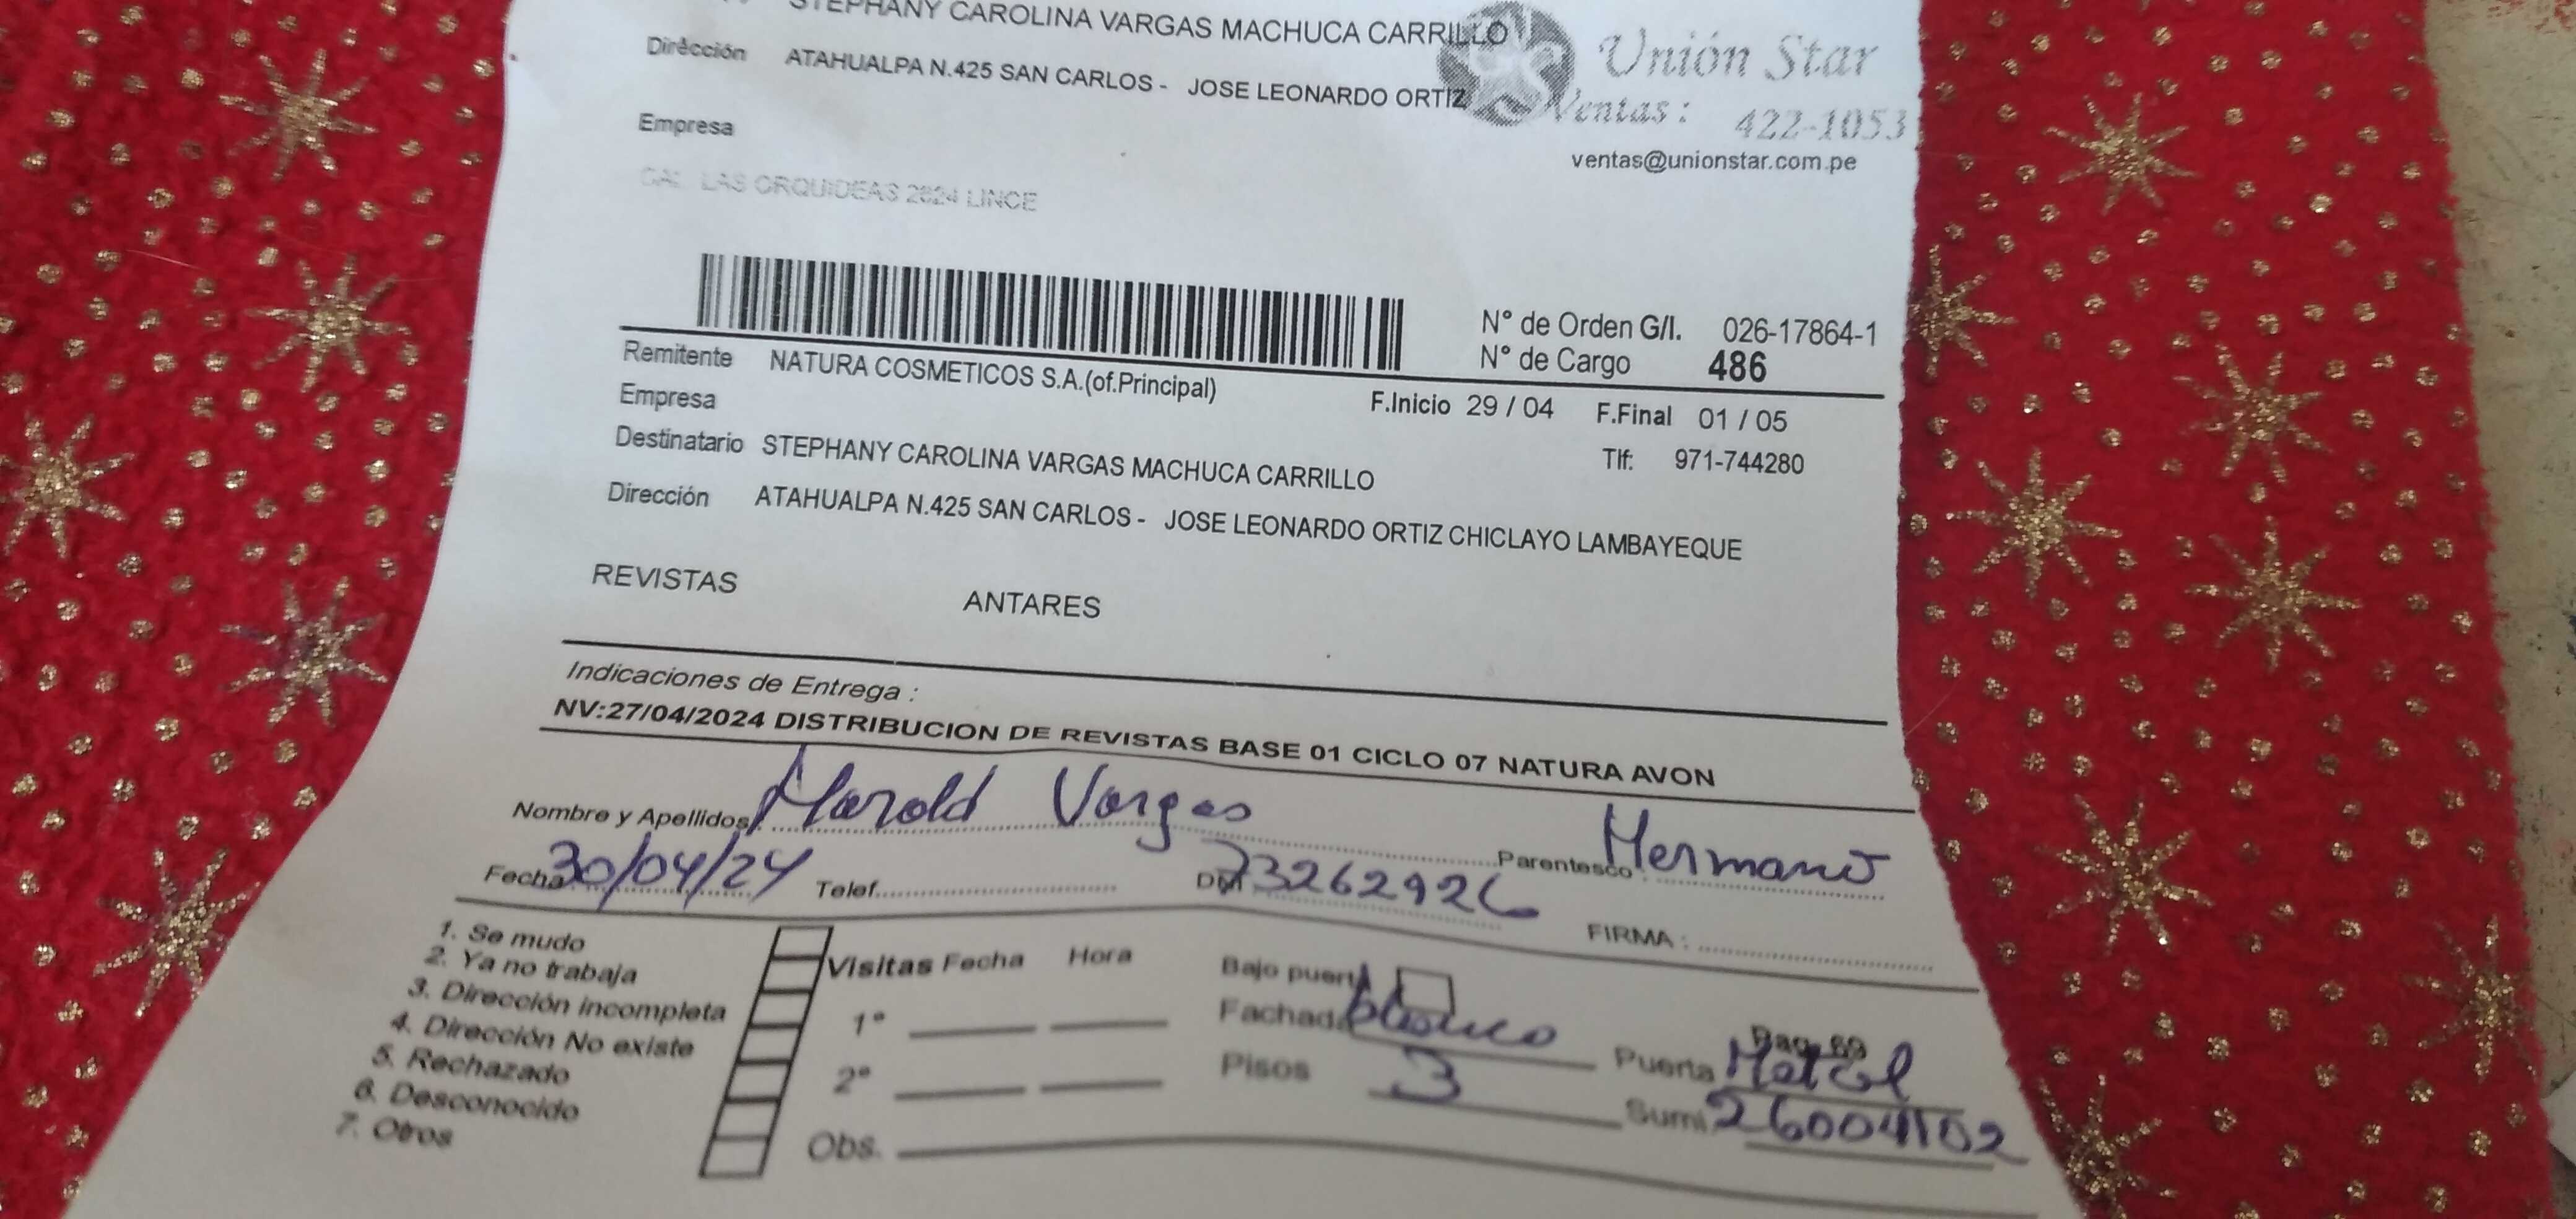 STEPHANY CAROLINA VARGAS MACHUCA CARRILLO
Dirección ATAHUALPA N.425 SAN CARLOS - JOSE LEONARDO ORTIZ
Unión Star
Ventas : 422-1053
ventas@unionstar.com.pe
Empresa
CAL LAS ORQUIDEAS 2624 LINCE
N° de Orden G/I. 026-17864-1
N° de Cargo 486
Remitente NATURA COSMETICOS S.A.(of.Principal)
Empresa F.Inicio 29 / 04 F.Final 01 / 05
Destinatario STEPHANY CAROLINA VARGAS MACHUCA CARRILLO Tlf: 971-744280
Dirección ATAHUALPA N.425 SAN CARLOS - JOSE LEONARDO ORTIZ CHICLAYO LAMBAYEQUE
REVISTAS ANTARES
Indicaciones de Entrega :
NV:27/04/2024 DISTRIBUCION DE REVISTAS BASE 01 CICLO 07 NATURA AVON
Nombre y Apellidos: Harold Vargas Parentesco: Hermano
Fecha 30/04/24 Telef. DNI 73262926 FIRMA :
1. Se mudo
2. Ya no trabaja
3. Dirección incompleta
4. Dirección No existe
5. Rechazado
6. Desconocido
7. Otros
Visitas Fecha Hora
1°
2°
Obs.
Bajo puerta
Fachada blanco
Pisos 3
Pag. 69
Puerta Metal
Sumi 26004102